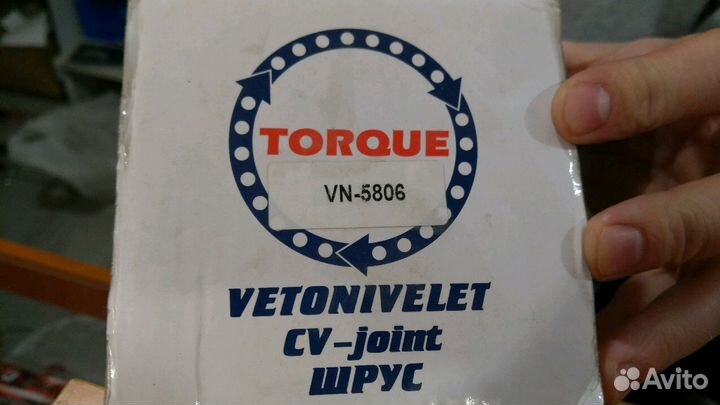 TORQUE
VN-5806
VETONIVELET
CV-joint
ШРУС
Avito